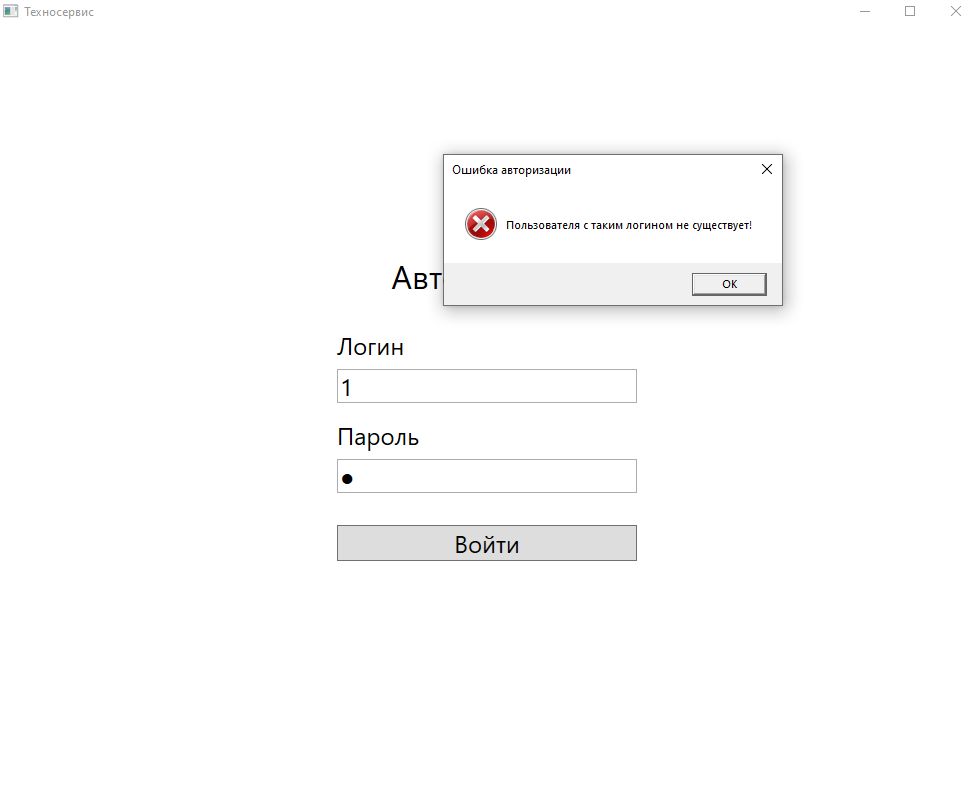 Техносервис
Ошибка авторизации
Пользователя с таким логином не существует!
OK
Авт
Логин
1
Пароль
Войти